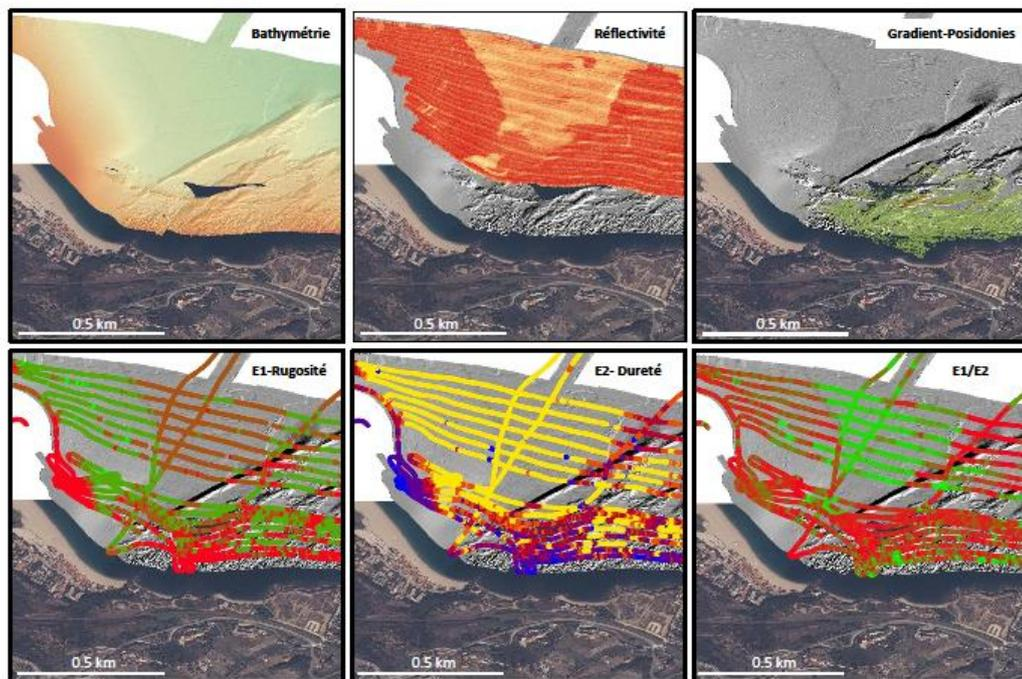 Bathymétrie
Réflectivité
Gradient-Posidonies
0.5 km
0.5 km
0.5 km
E1-Rugosité
E2- Dureté
E1/E2
0.5 km
0.5 km
0.5 km